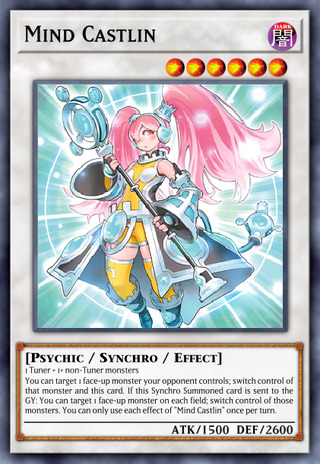 MIND CASTLIN
DARK
闇
[PSYCHIC / SYNCHRO / EFFECT]
1 Tuner + 1+ non-Tuner monsters
You can target 1 face-up monster your opponent controls; switch control of
that monster and this card. If this Synchro Summoned card is sent to the
GY: You can target 1 face-up monster on each field; switch control of those
monsters. You can only use each effect of "Mind Castlin" once per turn.
ATK/1500 DEF/2600